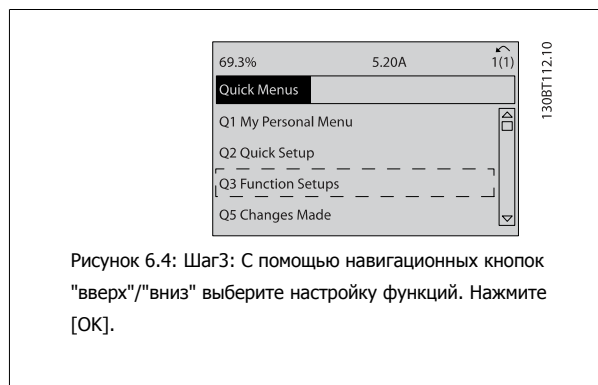 69.3% 5.20A 1(1)
Quick Menus
Q1 My Personal Menu
Q2 Quick Setup
Q3 Function Setups
Q5 Changes Made
130BT112.10
Рисунок 6.4: Шаг3: С помощью навигационных кнопок
"вверх"/"вниз" выберите настройку функций. Нажмите
[OK].